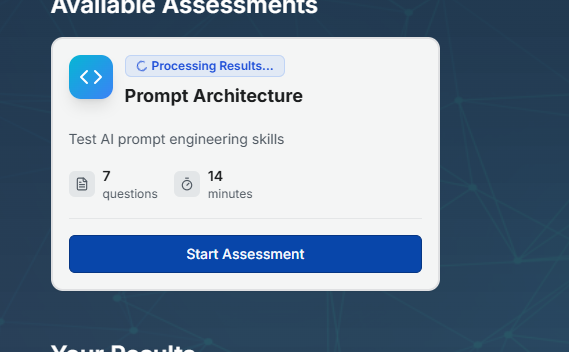 Available Assessments
Processing Results...
Prompt Architecture
Test AI prompt engineering skills
7
questions
14
minutes
Start Assessment
Your Results